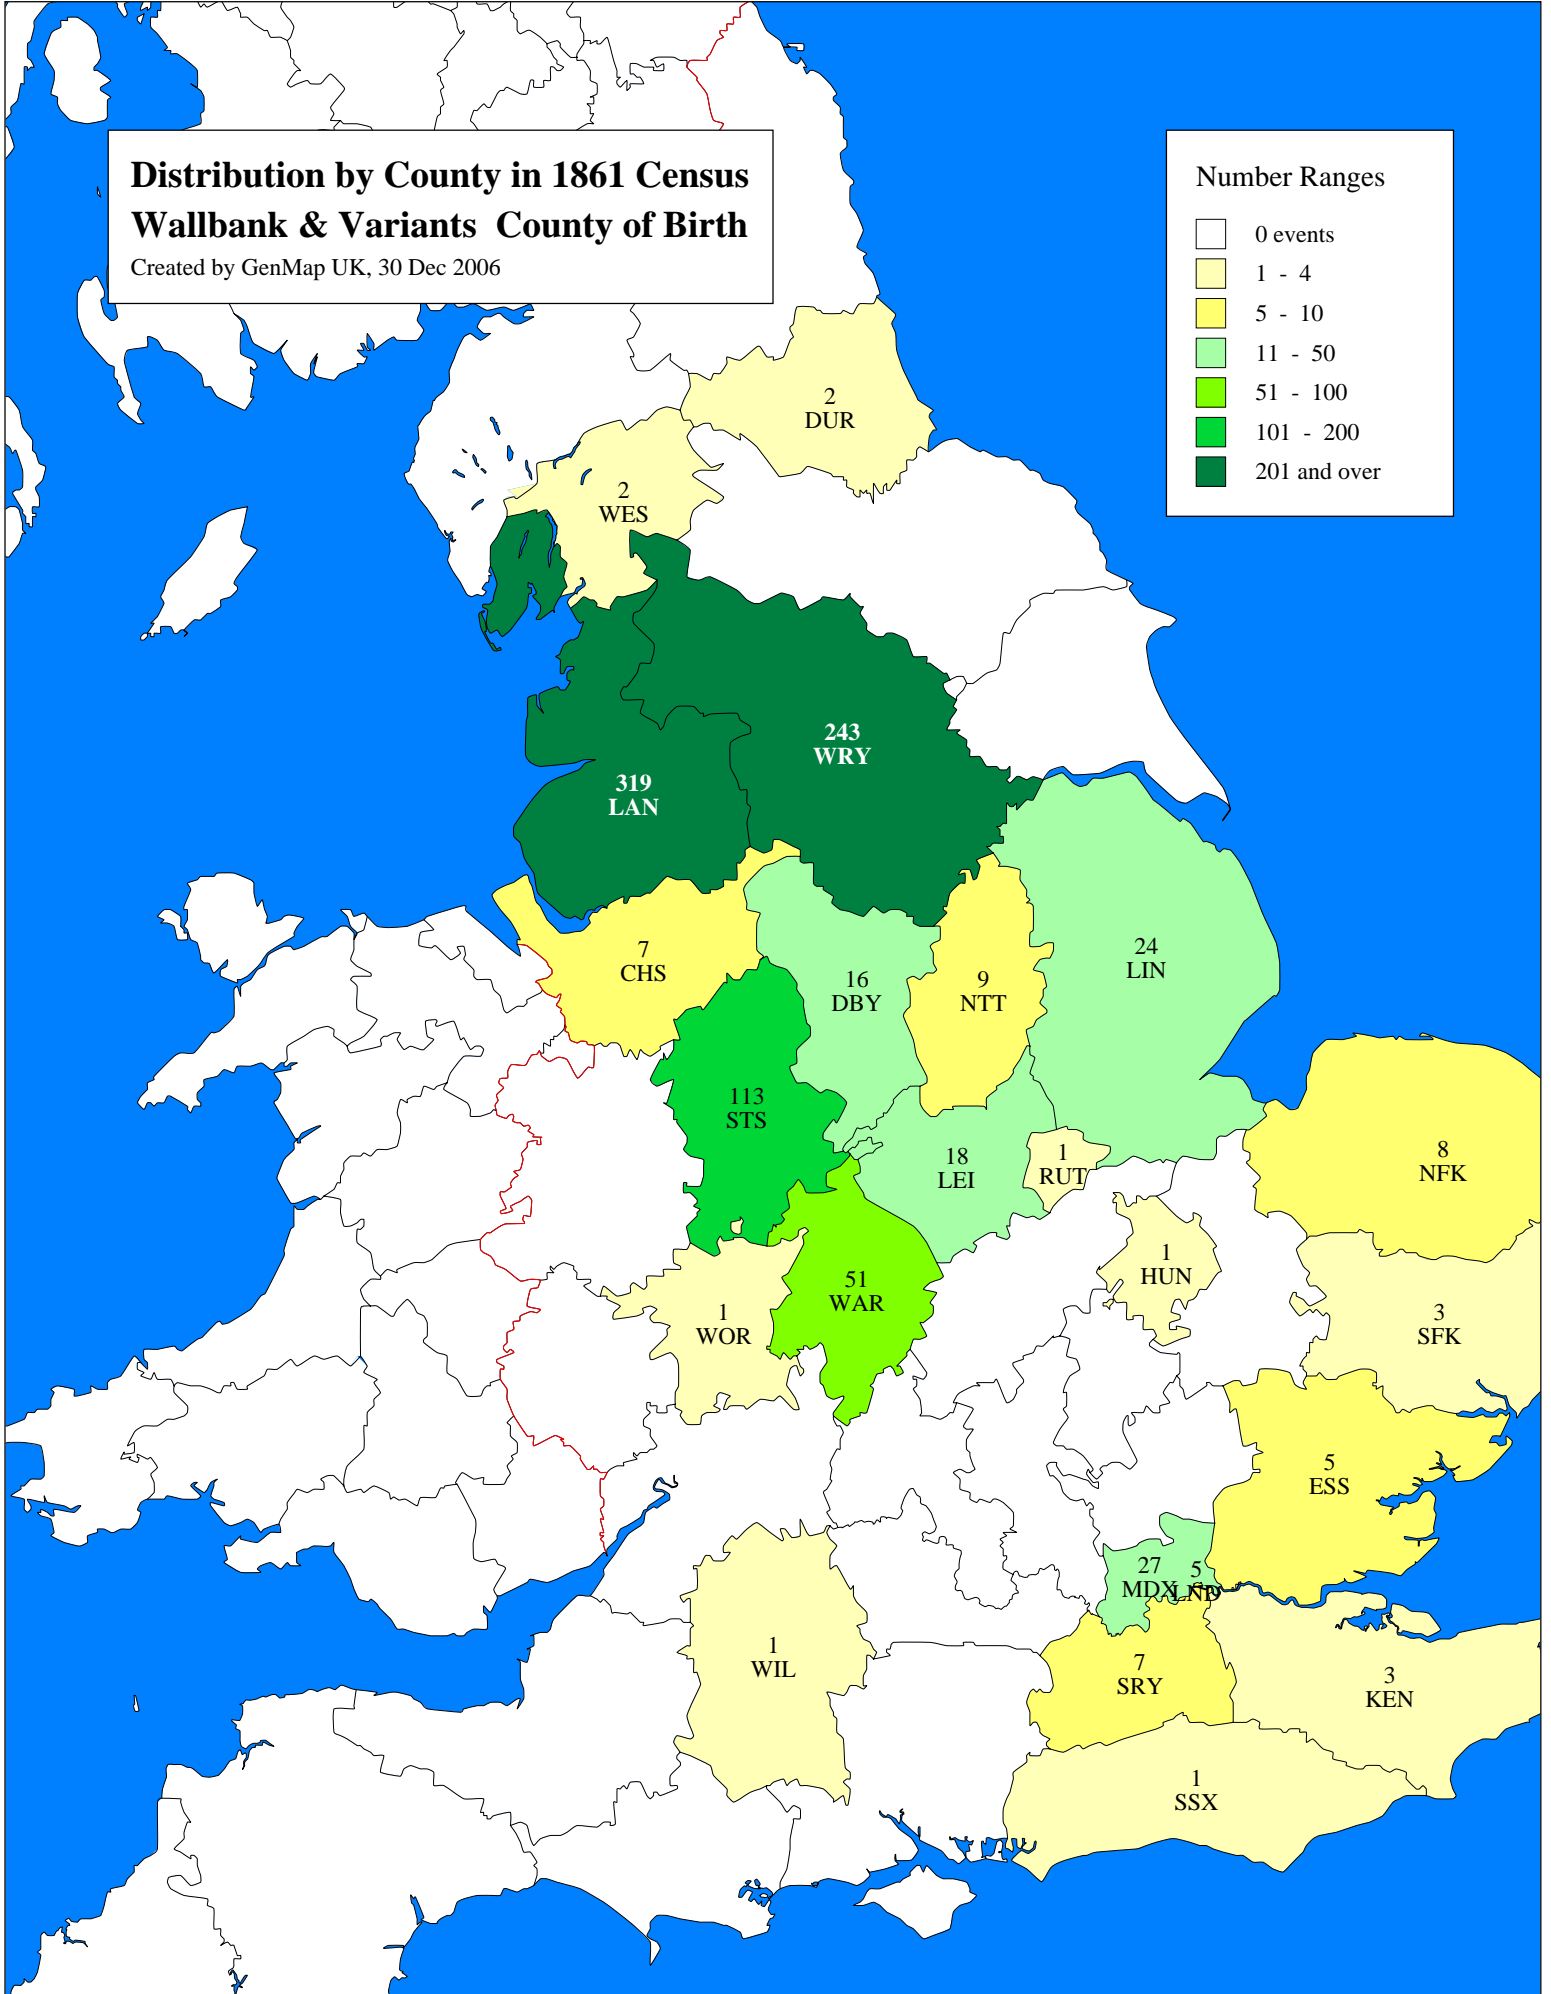 Distribution by County in 1861 Census
Wallbank & Variants County of Birth
Created by GenMap UK, 30 Dec 2006
Number Ranges
0 events
1 - 4
5 - 10
11 - 50
51 - 100
101 - 200
201 and over
2
DUR
2
WES
243
WRY
319
LAN
7
CHS
16
DBY
9
NTT
24
LIN
113
STS
18
LEI
1
RUT
8
NFK
1
HUN
51
WAR
1
WOR
3
SFK
5
ESS
27
MDX
5
LND
1
WIL
7
SRY
3
KEN
1
SSX